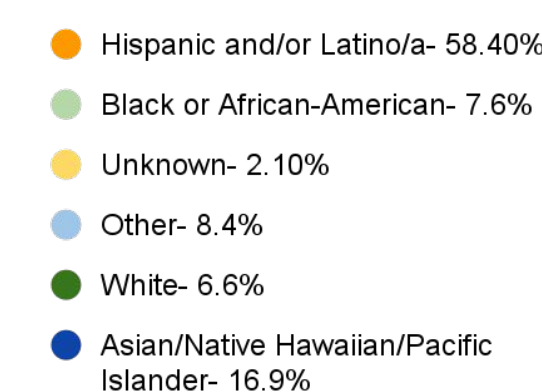 Hispanic and/or Latino/a- 58.40%
Black or African-American- 7.6%
Unknown- 2.10%
Other- 8.4%
White- 6.6%
Asian/Native Hawaiian/Pacific
Islander- 16.9%